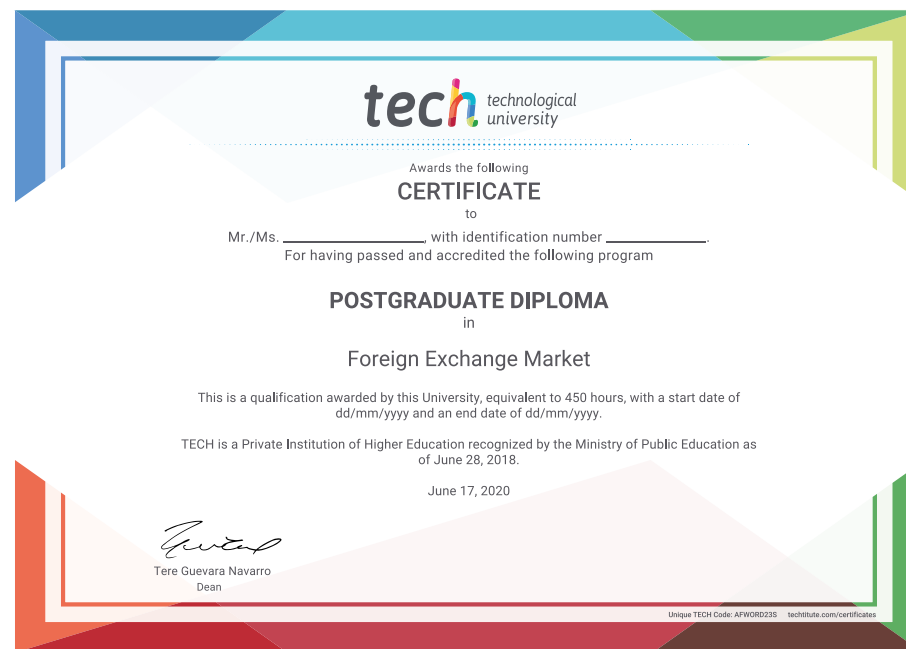 tech technological
university
Awards the following
CERTIFICATE
to
Mr./Ms. ________________, with identification number ____________.
For having passed and accredited the following program
POSTGRADUATE DIPLOMA
in
Foreign Exchange Market
This is a qualification awarded by this University, equivalent to 450 hours, with a start date of
dd/mm/yyyy and an end date of dd/mm/yyyy.
TECH is a Private Institution of Higher Education recognized by the Ministry of Public Education as
of June 28, 2018.
June 17, 2020
Tere Guevara Navarro
Dean
Unique TECH Code: AFWORD23S techtitute.com/certificates